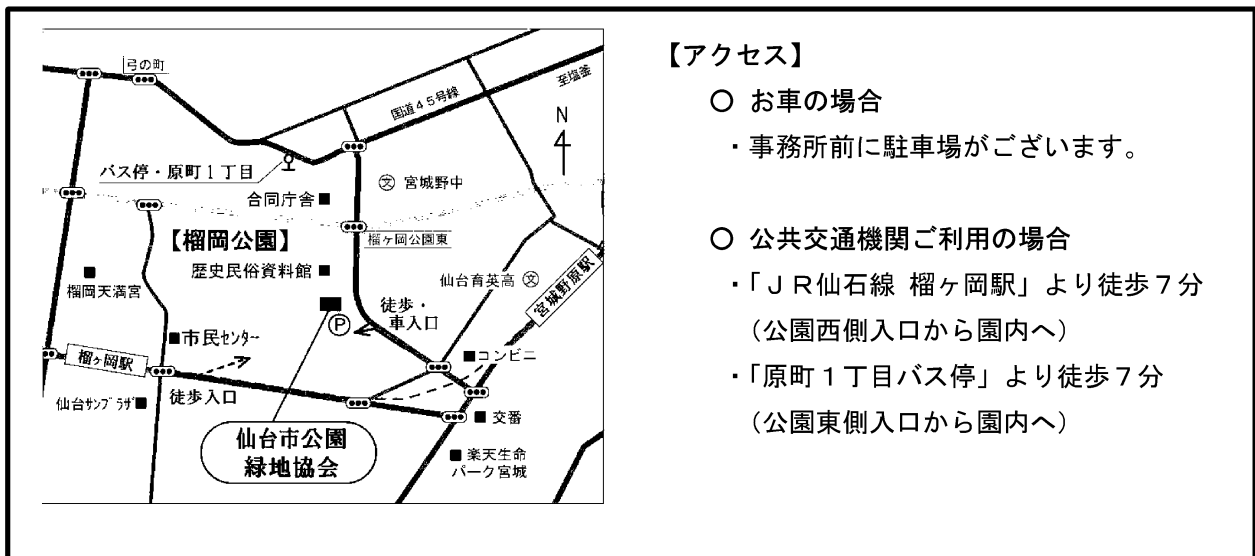 弓の町
至塩釜
国道45号線
N
バス停・原町1丁目
合同庁舎
文 宮城野中
【榴岡公園】
榴ヶ岡公園東
歴史民俗資料館
榴岡天満宮
仙台育英高 文
宮城野原駅
P
徒歩・
車入口
市民センター
コンビニ
榴ヶ岡駅
仙台サンプラザ
徒歩入口
交番
仙台市公園
緑地協会
楽天生命
パーク宮城
【アクセス】
○ お車の場合
・事務所前に駐車場がございます。
○ 公共交通機関ご利用の場合
・「ＪＲ仙石線 榴ヶ岡駅」より徒歩７分
（公園西側入口から園内へ）
・「原町１丁目バス停」より徒歩７分
（公園東側入口から園内へ）